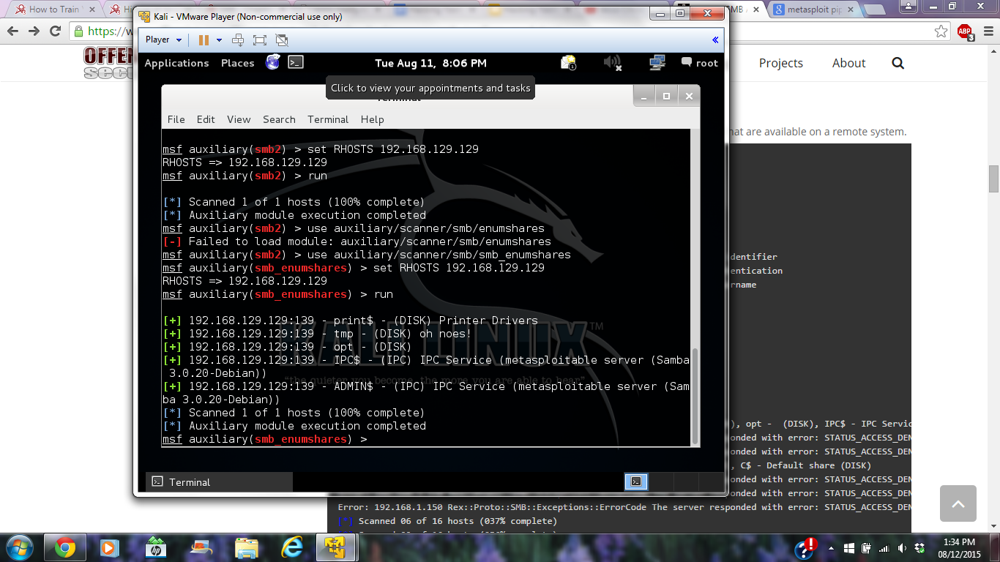 How to Train
Hi
SMB
metasploit pip
Kali - VMware Player (Non-commercial use only)
Player
https://w
ABP
3
Applications Places Tue Aug 11, 8:06 PM root
Click to view your appointments and tasks
OFFEN
Secu
Projects About
Terminal
File Edit View Search Terminal Help
hat are available on a remote system.
msf auxiliary(smb2) > set RHOSTS 192.168.129.129
RHOSTS => 192.168.129.129
msf auxiliary(smb2) > run
[*] Scanned 1 of 1 hosts (100% complete)
[*] Auxiliary module execution completed
msf auxiliary(smb2) > use auxiliary/scanner/smb/enumshares
[-] Failed to load module: auxiliary/scanner/smb/enumshares
msf auxiliary(smb2) > use auxiliary/scanner/smb/smb_enumshares
msf auxiliary(smb_enumshares) > set RHOSTS 192.168.129.129
RHOSTS => 192.168.129.129
msf auxiliary(smb_enumshares) > run
[+] 192.168.129.129:139 - print$ - (DISK) Printer Drivers
[+] 192.168.129.129:139 - tmp - (DISK) oh noes!
[+] 192.168.129.129:139 - opt - (DISK)
[+] 192.168.129.129:139 - IPC$ - (IPC) IPC Service (metasploitable server (Samba
3.0.20-Debian))
[+] 192.168.129.129:139 - ADMIN$ - (IPC) IPC Service (metasploitable server (Sam
ba 3.0.20-Debian))
[*] Scanned 1 of 1 hosts (100% complete)
[*] Auxiliary module execution completed
msf auxiliary(smb_enumshares) >
KALI LINUX™
"the quieter you become, the more you are able to hear"
Terminal
dentifier
entication
rname
), opt - (DISK), IPC$ - IPC Servic
onded with error: STATUS_ACCESS_DEN
onded with error: STATUS_ACCESS_DEN
, C$ - Default share (DISK)
onded with error: STATUS_ACCESS_DEN
onded with error: STATUS_ACCESS_DEN
Error: 192.168.1.150 Rex::Proto::SMB::Exceptions::ErrorCode The server responded with error: STATUS_ACCESS_DEN
[*] Scanned 06 of 16 hosts (037% complete)
hp
1:34 PM
08/12/2015